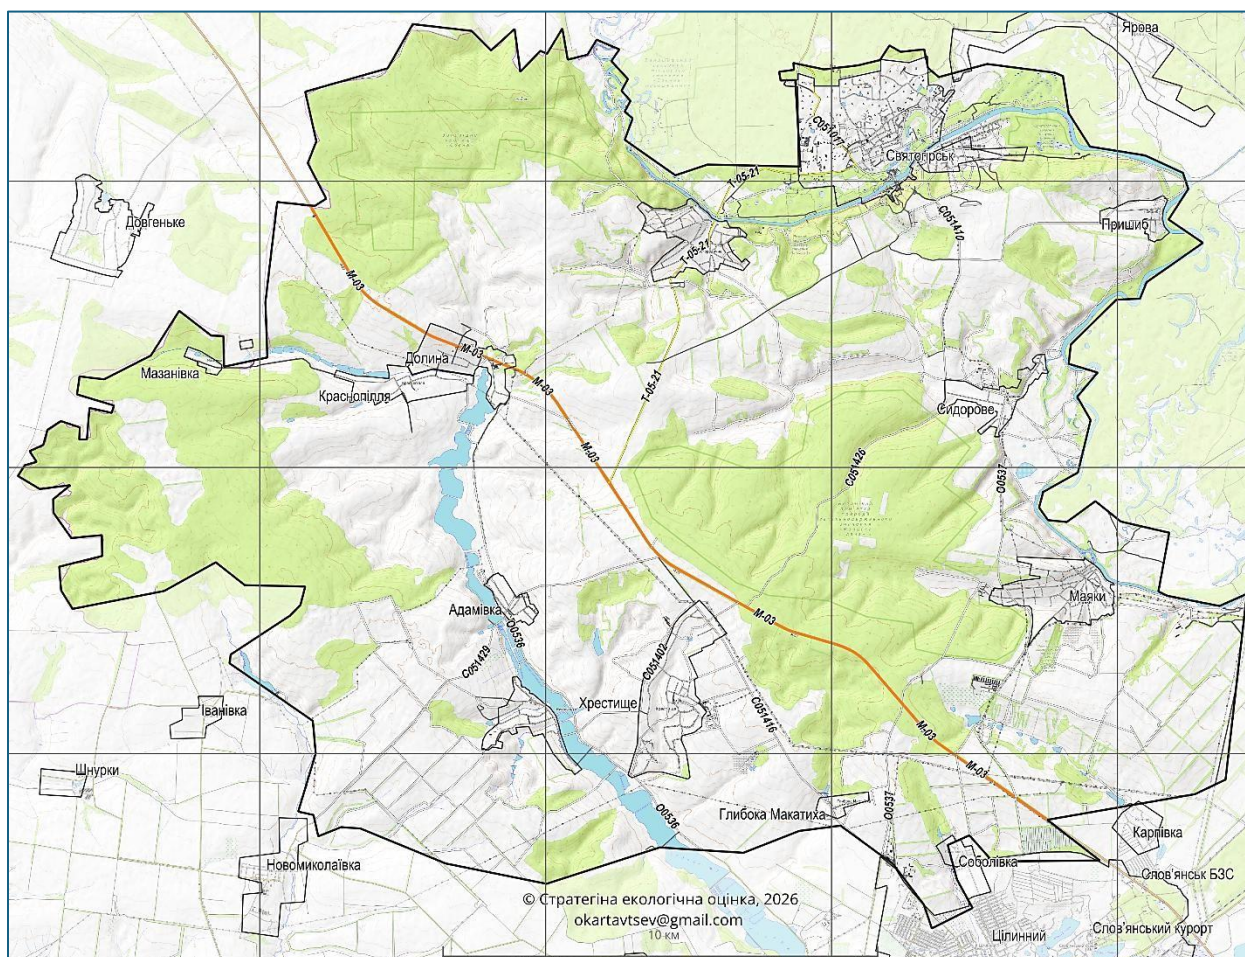 Ярова
С051011
Святогірськ
Т-05-21
Т-05-21
С051410
Пришиб
Довгеньке
М-03
Долина
М-03
М-03
Мазанівка
Краснопілля
Т-05-21
Сидорове
М-03
С051426
О0537
Маяки
Адамівка
О0536
М-03
С051429
С051402
Хрестище
С051416
Іванівка
М-03
М-03
Шнурки
О0536
Глибока Макатиха
О0537
Карпівка
Новомиколаївка
Соболівка
Слов'янськ БЗС
© Стратегіна екологічна оцінка, 2026
okartavtsev@gmail.com
10 км
Цілинний
Слов'янський курорт